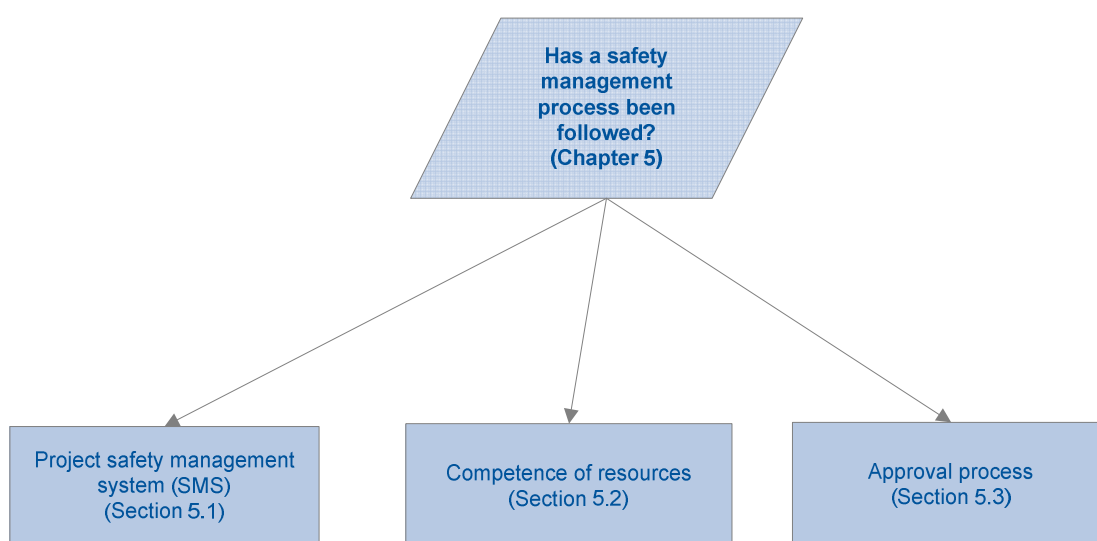 Has a safety
management
process been
followed?
(Chapter 5)
Project safety management
system (SMS)
(Section 5.1)
Competence of resources
(Section 5.2)
Approval process
(Section 5.3)